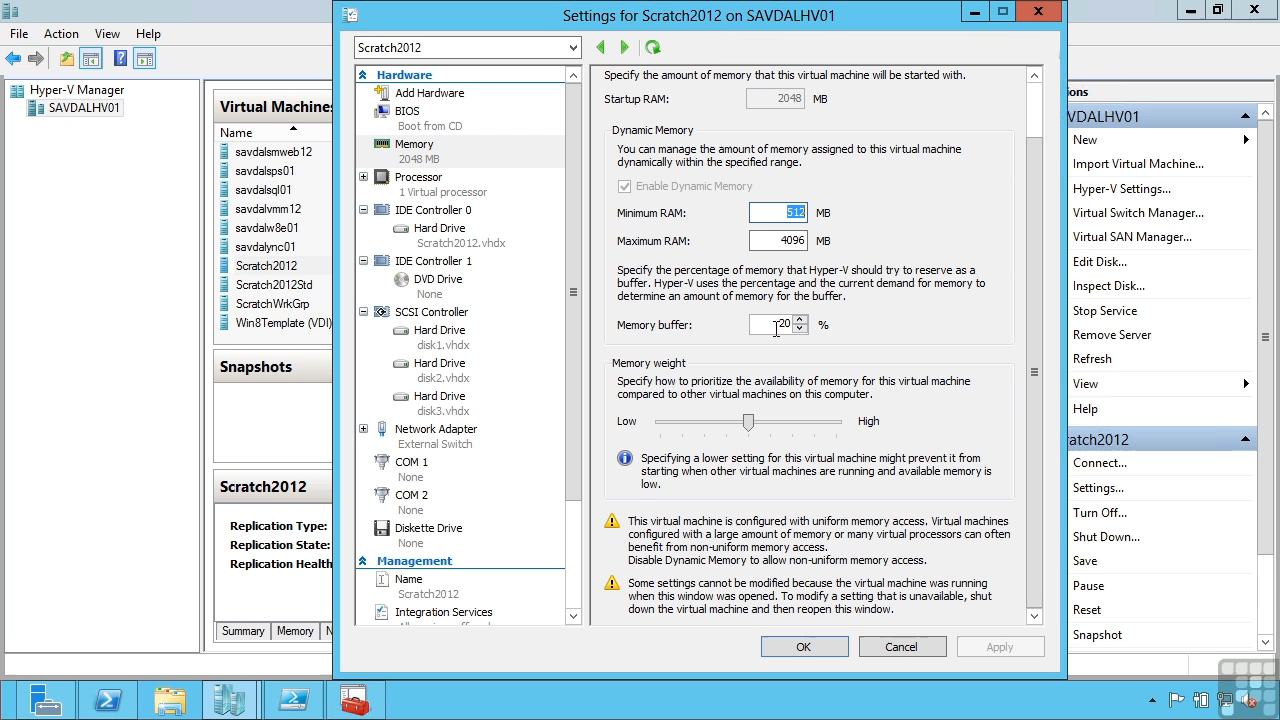 Settings for Scratch2012 on SAVDALHV01
File Action View Help
Hyper-V Manager
SAVDALHV01
Virtual Machines
Name
savdalsmweb12
savdalsps01
savdalsql01
savdalvmm12
savdalw8e01
savdalync01
Scratch2012
Scratch2012Std
ScratchWrkGrp
Win8Template (VDI)
Snapshots
Scratch2012
Replication Type:
Replication State:
Replication Health
Summary Memory
Scratch2012
Hardware
Add Hardware
BIOS
Boot from CD
Memory
2048 MB
Processor
1 Virtual processor
IDE Controller 0
Hard Drive
Scratch2012.vhdx
IDE Controller 1
DVD Drive
None
SCSI Controller
Hard Drive
disk1.vhdx
Hard Drive
disk2.vhdx
Hard Drive
disk3.vhdx
Network Adapter
External Switch
COM 1
None
COM 2
None
Diskette Drive
None
Management
Name
Scratch2012
Integration Services
Specify the amount of memory that this virtual machine will be started with.
Startup RAM: 2048 MB
Dynamic Memory
You can manage the amount of memory assigned to this virtual machine
dynamically within the specified range.
Enable Dynamic Memory
Minimum RAM: 512 MB
Maximum RAM: 4096 MB
Specify the percentage of memory that Hyper-V should try to reserve as a
buffer. Hyper-V uses the percentage and the current demand for memory to
determine an amount of memory for the buffer.
Memory buffer: 20 %
Memory weight
Specify how to prioritize the availability of memory for this virtual machine
compared to other virtual machines on this computer.
Low High
Specifying a lower setting for this virtual machine might prevent it from
starting when other virtual machines are running and available memory is
low.
This virtual machine is configured with uniform memory access. Virtual machines
configured with a large amount of memory or many virtual processors can often
benefit from non-uniform memory access.
Disable Dynamic Memory to allow non-uniform memory access.
Some settings cannot be modified because the virtual machine was running
when this window was opened. To modify a setting that is unavailable, shut
down the virtual machine and then reopen this window.
OK Cancel Apply
ons
VDALHV01
New
Import Virtual Machine...
Hyper-V Settings...
Virtual Switch Manager...
Virtual SAN Manager...
Edit Disk...
Inspect Disk...
Stop Service
Remove Server
Refresh
View
Help
ratch2012
Connect...
Settings...
Turn Off...
Shut Down...
Save
Pause
Reset
Snapshot